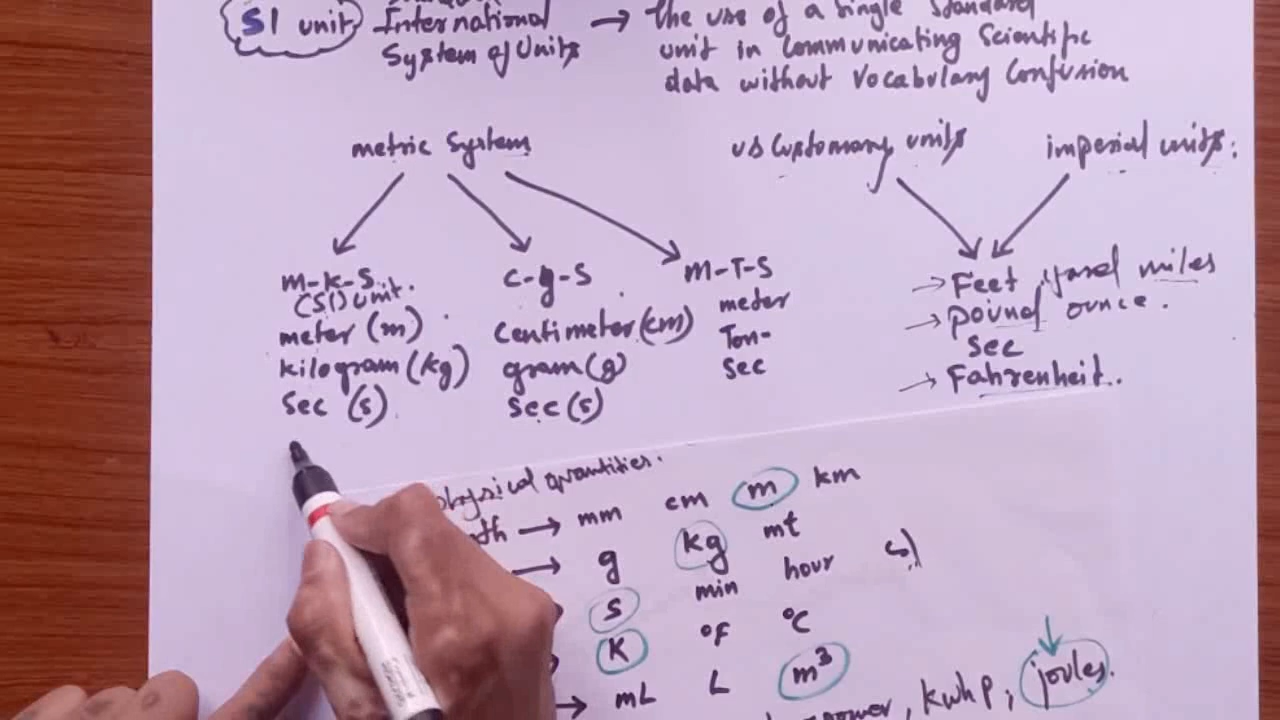 SI unit International → The use of a single standard
System of Units unit in Communicating Scientific
data without Vocabulary Confusion
metric System us Customary units imperial units:
m-k-s c-g-s M-T-S → Feet yard miles
(SI) unit. meter → pound ounce.
meter (m) centimeter (cm) Ton- sec
kilogram (kg) gram (g) Sec → Fahrenheit.
Sec (s) Sec (s)
physical quantities.
→ mm cm m km
→ g kg mt
S min hour
K °F °C
→ mL L m³
power, kwhp, joules.